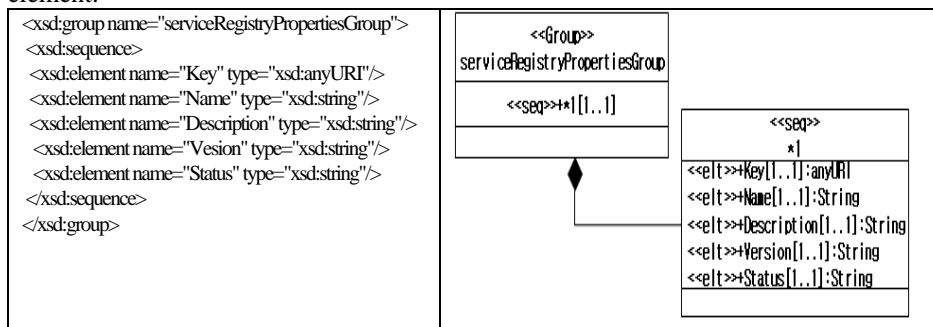 element.
<xsd:group name="serviceRegistryPropertiesGroup">
<xsd:sequence>
<xsd:element name="Key" type="xsd:anyURI"/>
<xsd:element name="Name" type="xsd:string"/>
<xsd:element name="Description" type="xsd:string"/>
<xsd:element name="Vesion" type="xsd:string"/>
<xsd:element name="Status" type="xsd:string"/>
</xsd:sequence>
</xsd:group>
<<Group>>
serviceRegistryPropertiesGroup
<<seq>>+*1[1..1]
<<seq>>
*1
<<elt>>+Key[1..1]:anyURI
<<elt>>+Name[1..1]:String
<<elt>>+Description[1..1]:String
<<elt>>+Version[1..1]:String
<<elt>>+Status[1..1]:String